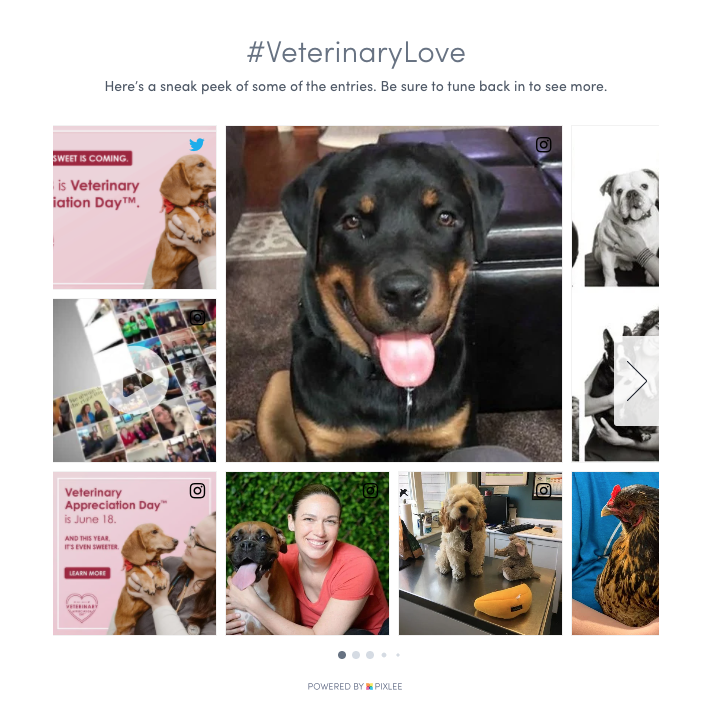 #VeterinaryLove
Here's a sneak peek of some of the entries. Be sure to tune back in to see more.
SWEET IS COMING.
is Veterinary
iation Day™.
Veterinary
Appreciation Day™
is June 18.
AND THIS YEAR,
IT'S EVEN SWEETER.
LEARN MORE
VETERINARY
POWERED BY PIXLEE